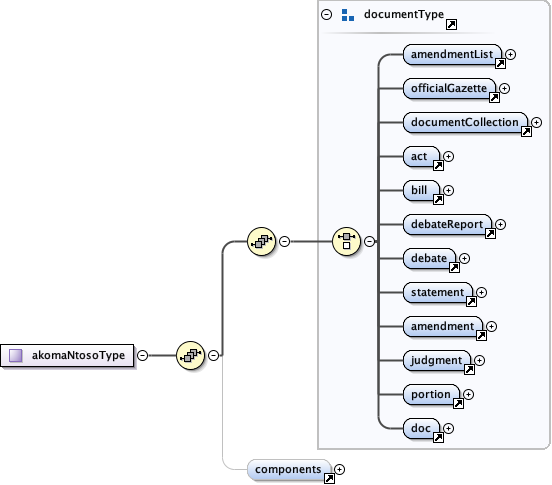 documentType
amendmentList
officialGazette
documentCollection
act
bill
debateReport
debate
statement
amendment
akomaNtosoType
judgment
portion
doc
components